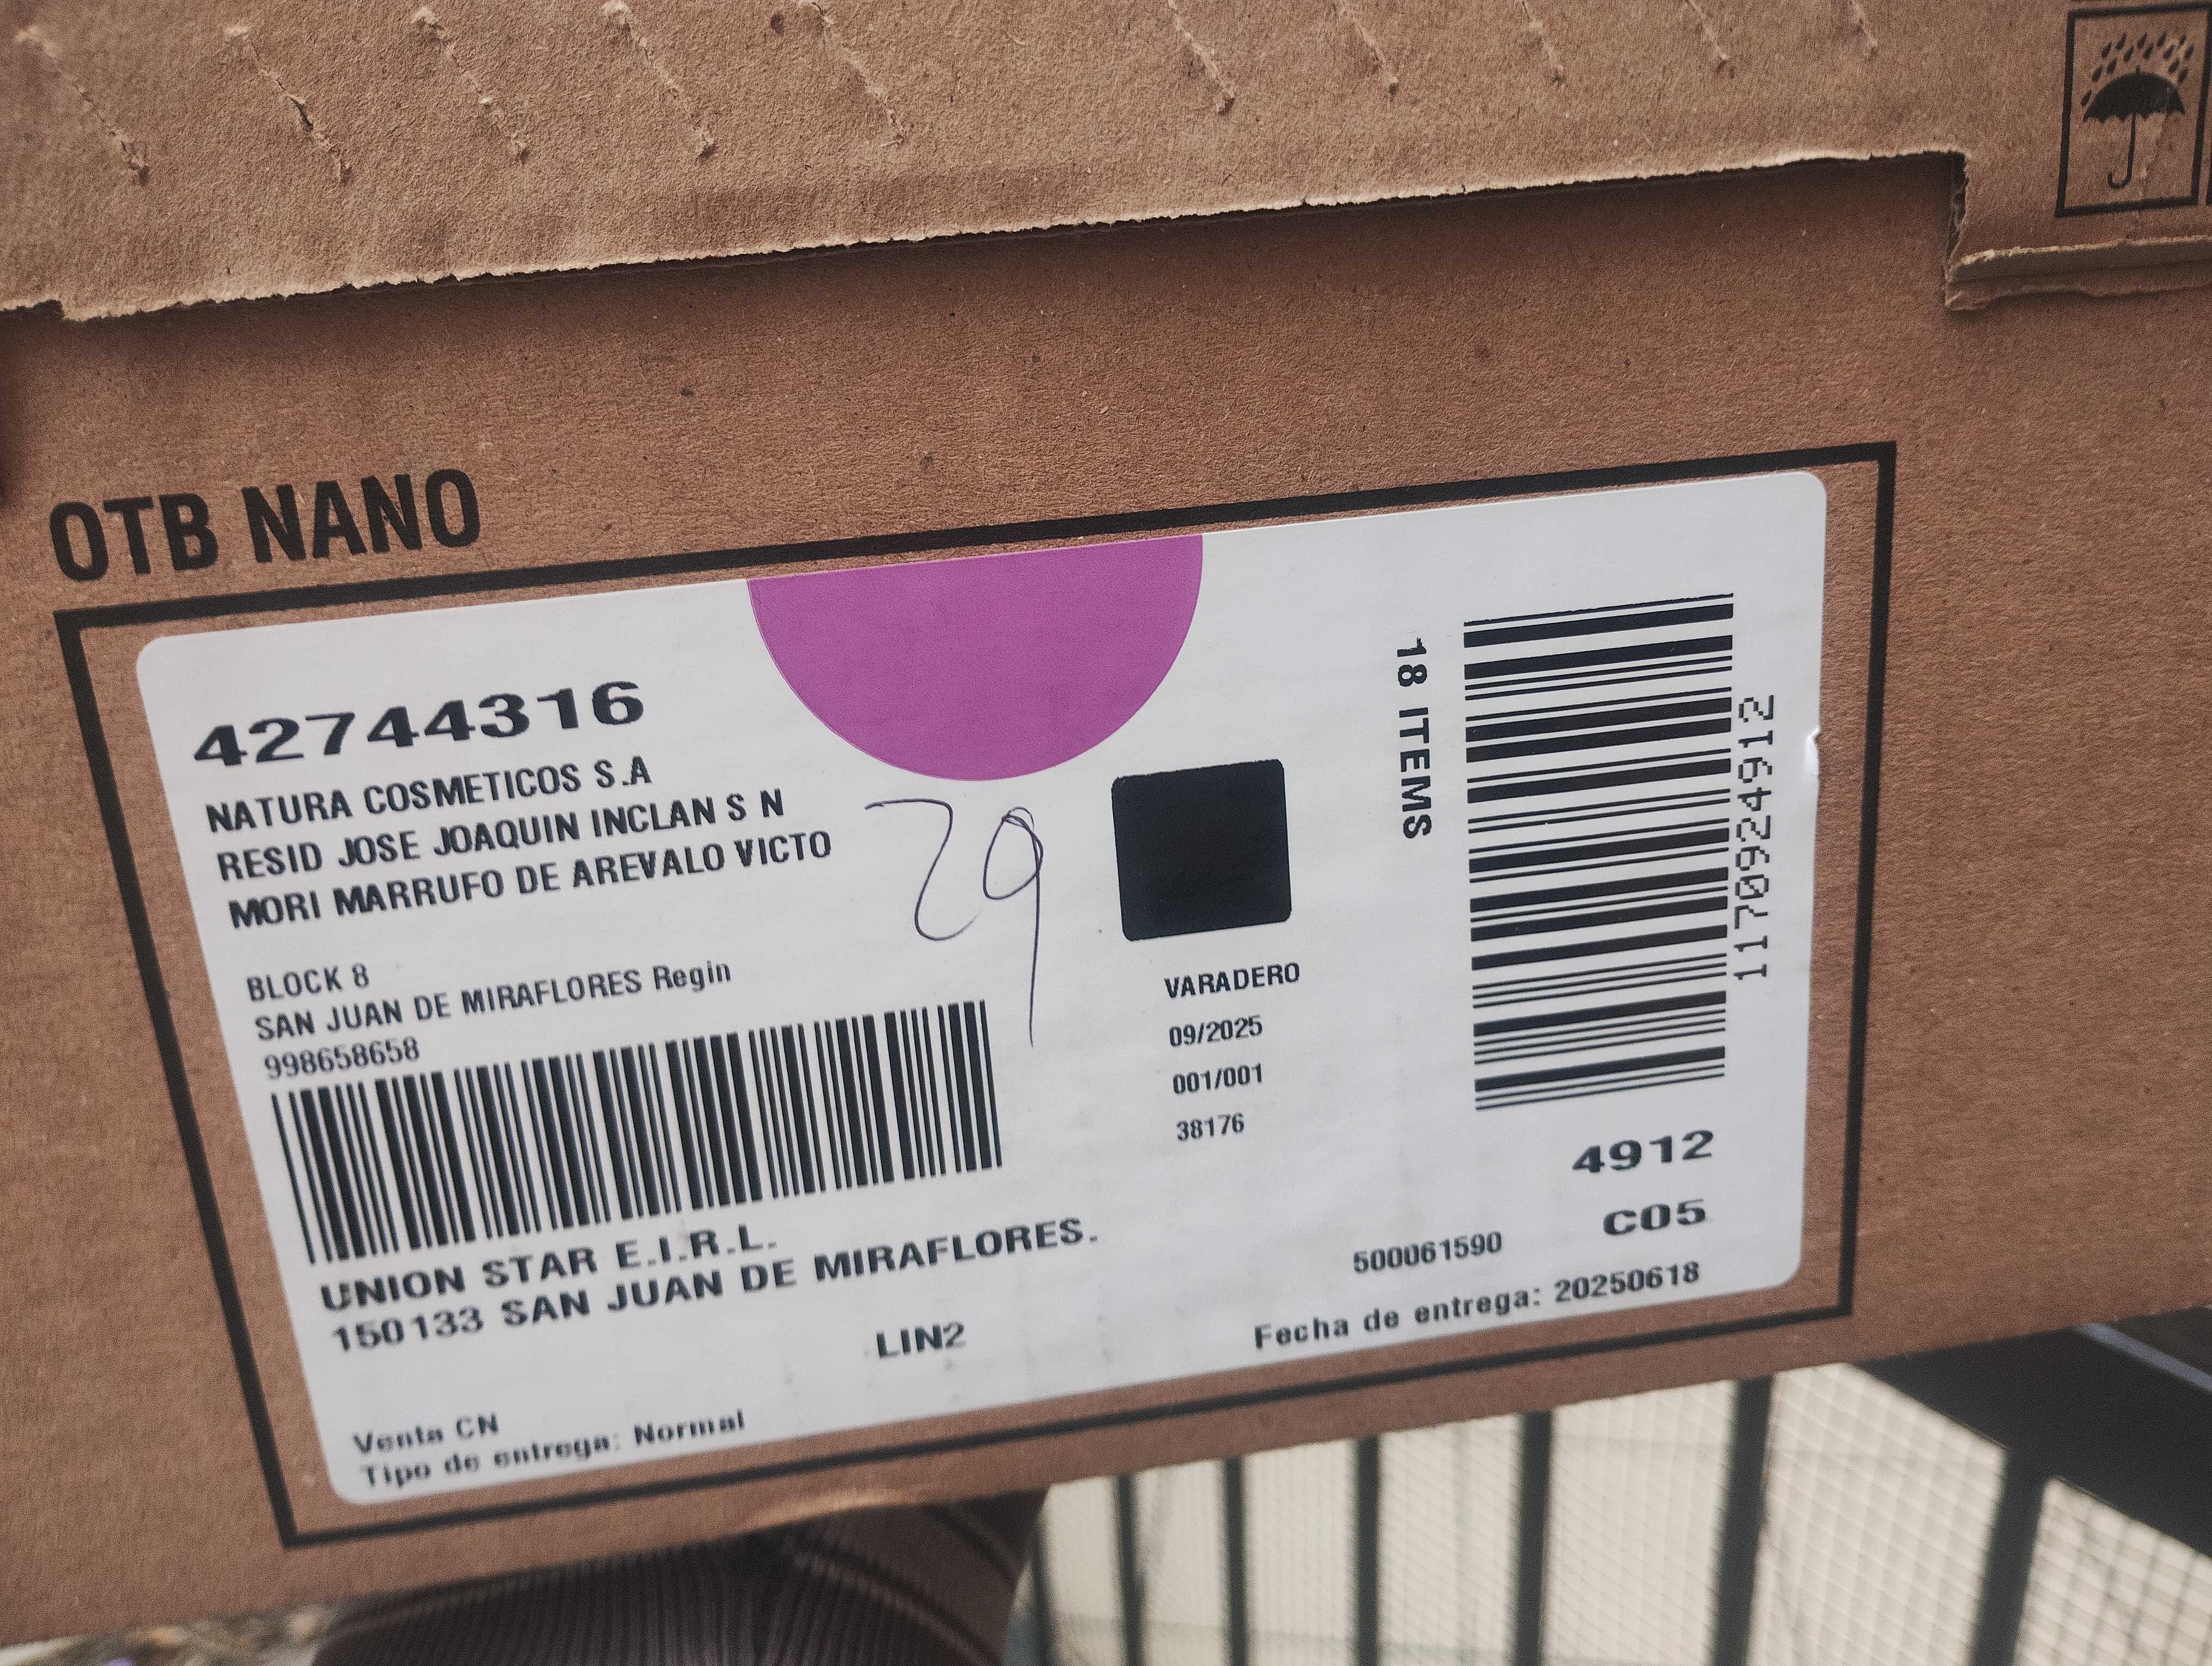 OTB NANO
42744316
NATURA COSMETICOS S.A
RESID JOSE JOAQUIN INCLAN S N
MORI MARRUFO DE AREVALO VICTO
29
BLOCK 8
SAN JUAN DE MIRAFLORES Regin
998658658
UNION STAR E.I.R.L.
150133 SAN JUAN DE MIRAFLORES.
LIN2
Venta CN
Tipo de entrega: Normal
VARADERO
09/2025
001/001
38176
18 ITEMS
1170924912
4912
C05
500061590
Fecha de entrega: 20250618